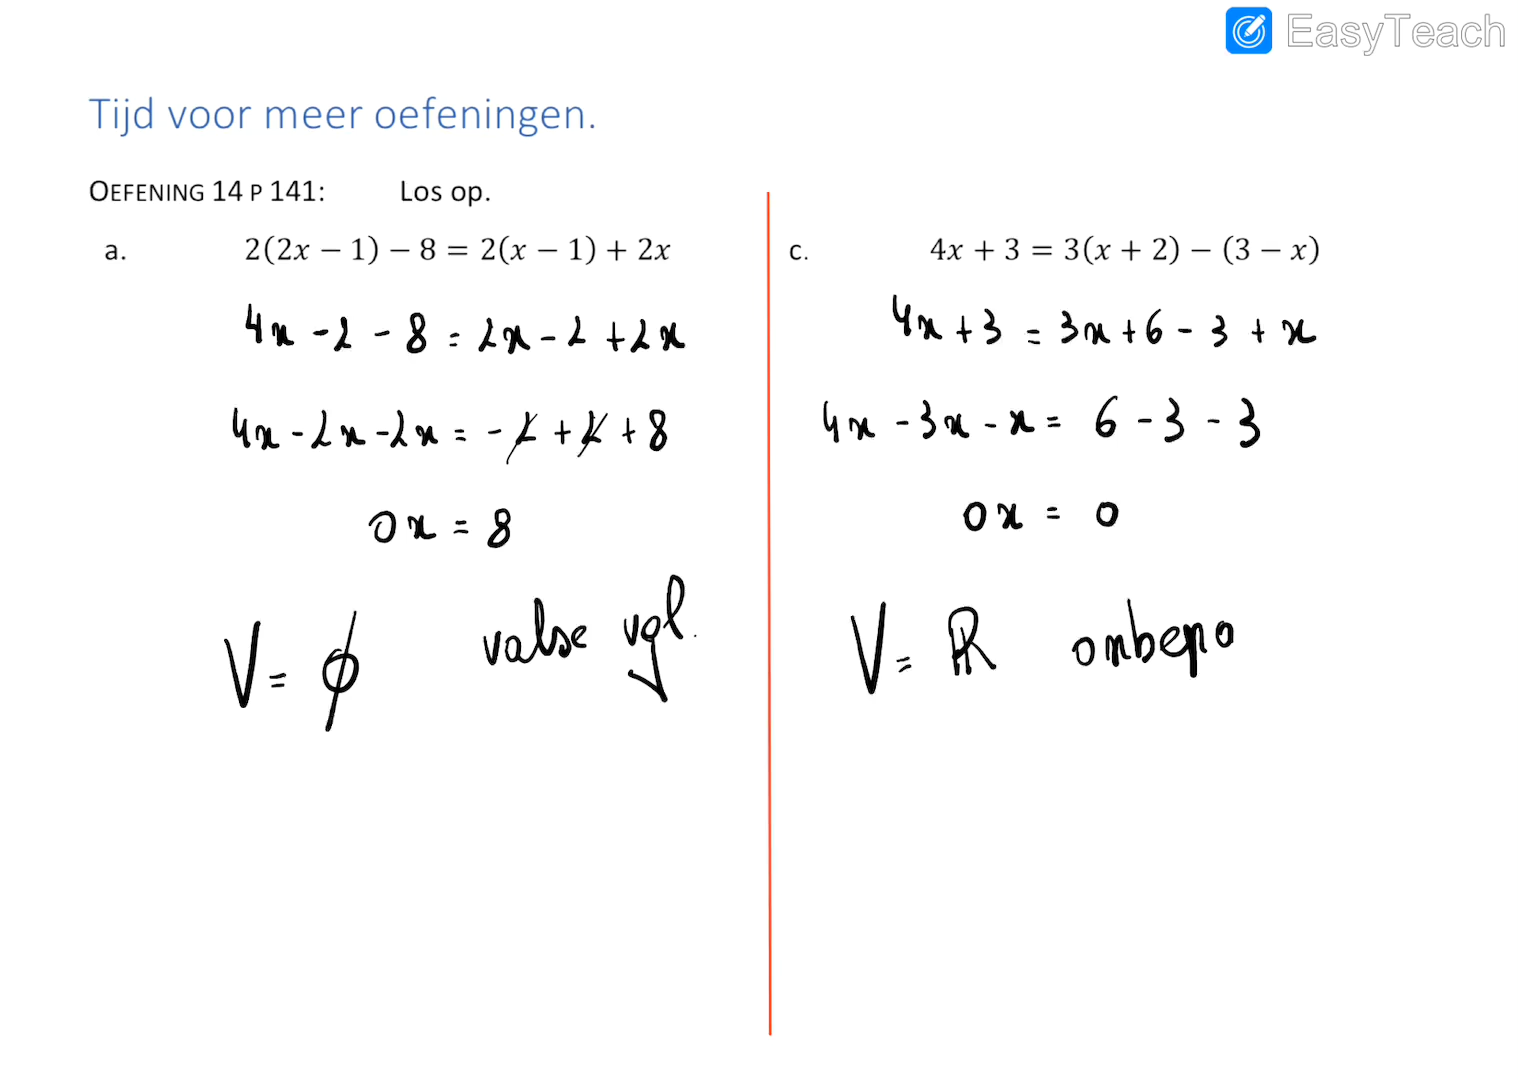 EasyTeach
Tijd voor meer oefeningen.
OEFENING 14 P 141: Los op.
a. 2(2x − 1) − 8 = 2(x − 1) + 2x
4x - 2 - 8 = 2x - 2 + 2x
4x - 2x - 2x = - 2 + 2 + 8
0x = 8
V = ϕ valse vgl.
c. 4x + 3 = 3(x + 2) − (3 − x)
4x + 3 = 3x + 6 - 3 + x
4x - 3x - x = 6 - 3 - 3
0x = 0
V = ℝ onbepa